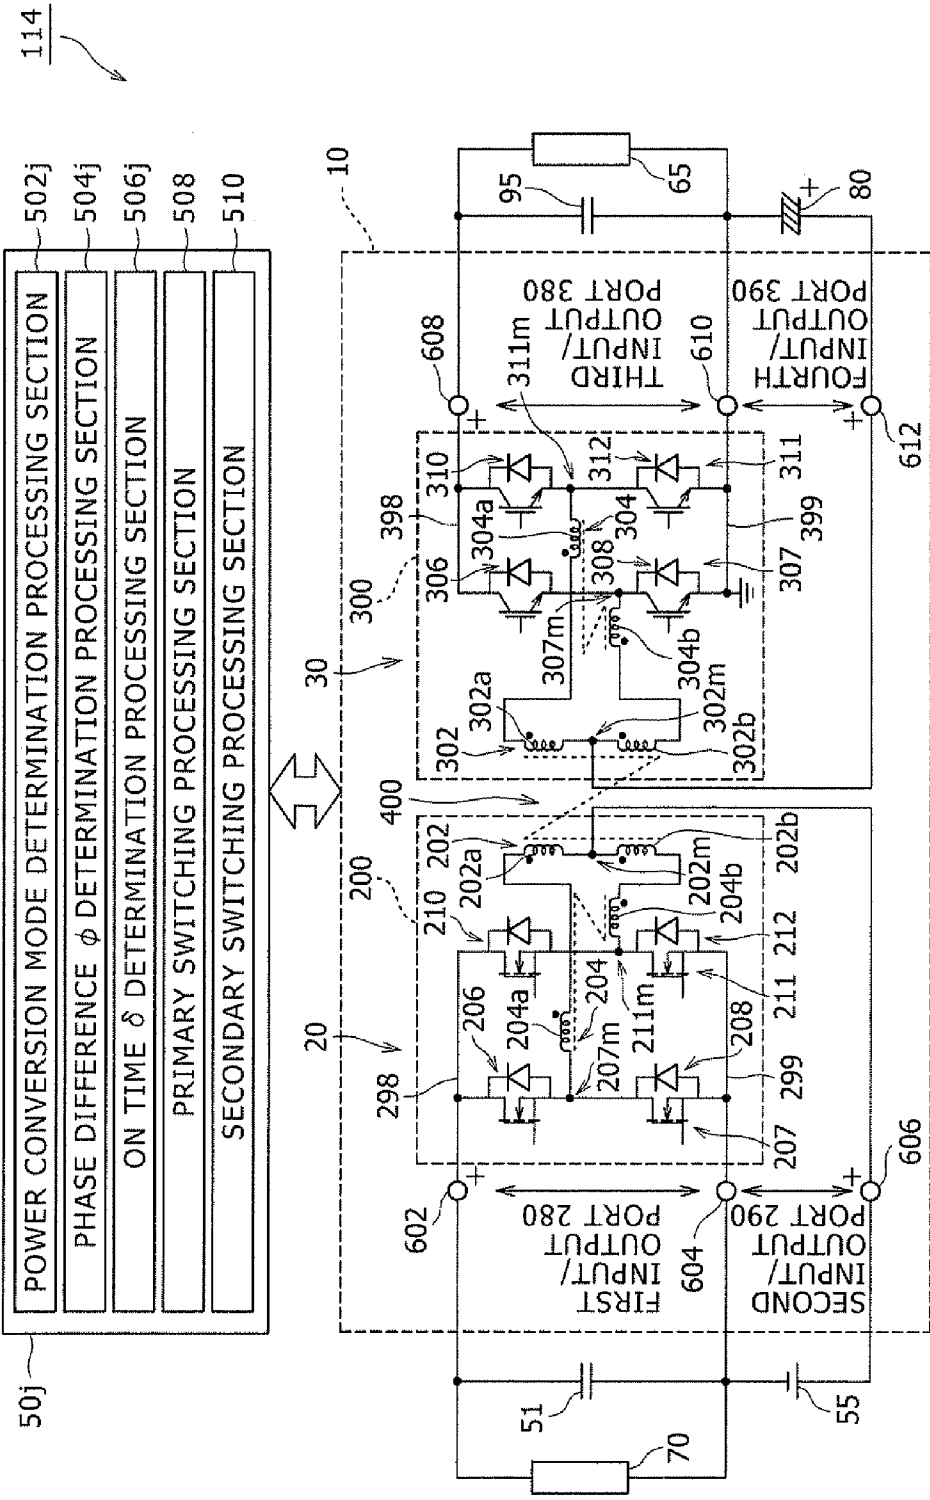 114
50j
POWER CONVERSION MODE DETERMINATION PROCESSING SECTION
502j
PHASE DIFFERENCE ϕ DETERMINATION PROCESSING SECTION
504j
ON TIME δ DETERMINATION PROCESSING SECTION
506j
PRIMARY SWITCHING PROCESSING SECTION
508
SECONDARY SWITCHING PROCESSING SECTION
510
10
20
200
400
30
300
298
206
210
202
202a
302
302a
306
398
310
602
+
608
+
95
51
204a
204
207m
211m
204b
202m
202b
302m
302b
307m
304b
308
304a
304
311m
312
65
70
FIRST
INPUT/
OUTPUT
PORT 280
THIRD
INPUT/
OUTPUT
PORT 380
604
610
207
208
299
211
212
307
399
311
SECOND
INPUT/
OUTPUT
PORT 290
FOURTH
INPUT/
OUTPUT
PORT 390
55
+
606
+
612
+
80